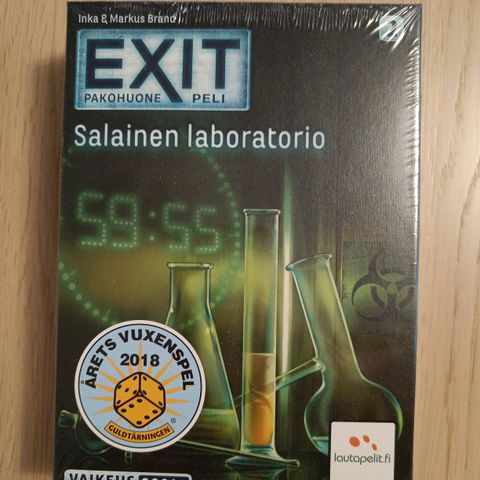 Inka & Markus Brand
EXIT
PAKOHUONE PELI
Salainen laboratorio
59:55
ÅRETS VUXENSPEL
2018
GULDTÄRNINGEN®
lautapelit.fi
VAIKEUS